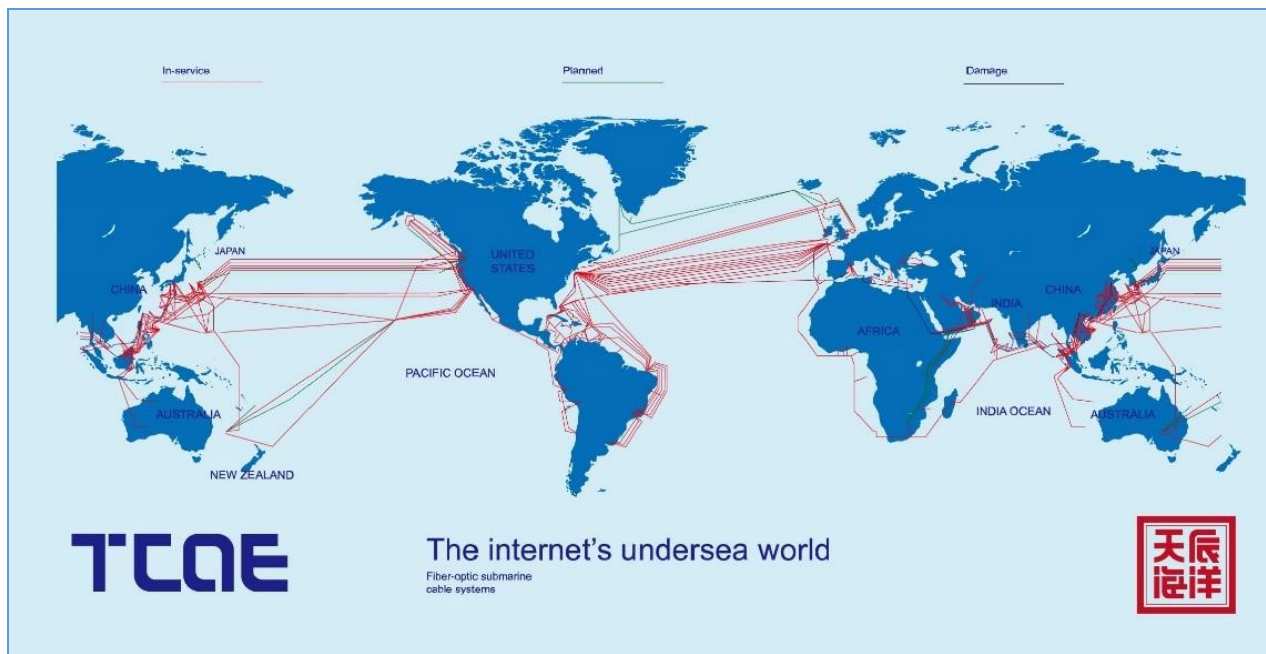 In-service
Planned
Damage
JAPAN
UNITED
STATES
JAPAN
CHINA
INDIA
CHINA
AFRICA
PACIFIC OCEAN
AUSTRALIA
INDIA OCEAN
AUSTRALIA
NEW ZEALAND
TCAE
The internet's undersea world
Fiber-optic submarine
cable systems
天辰
海洋